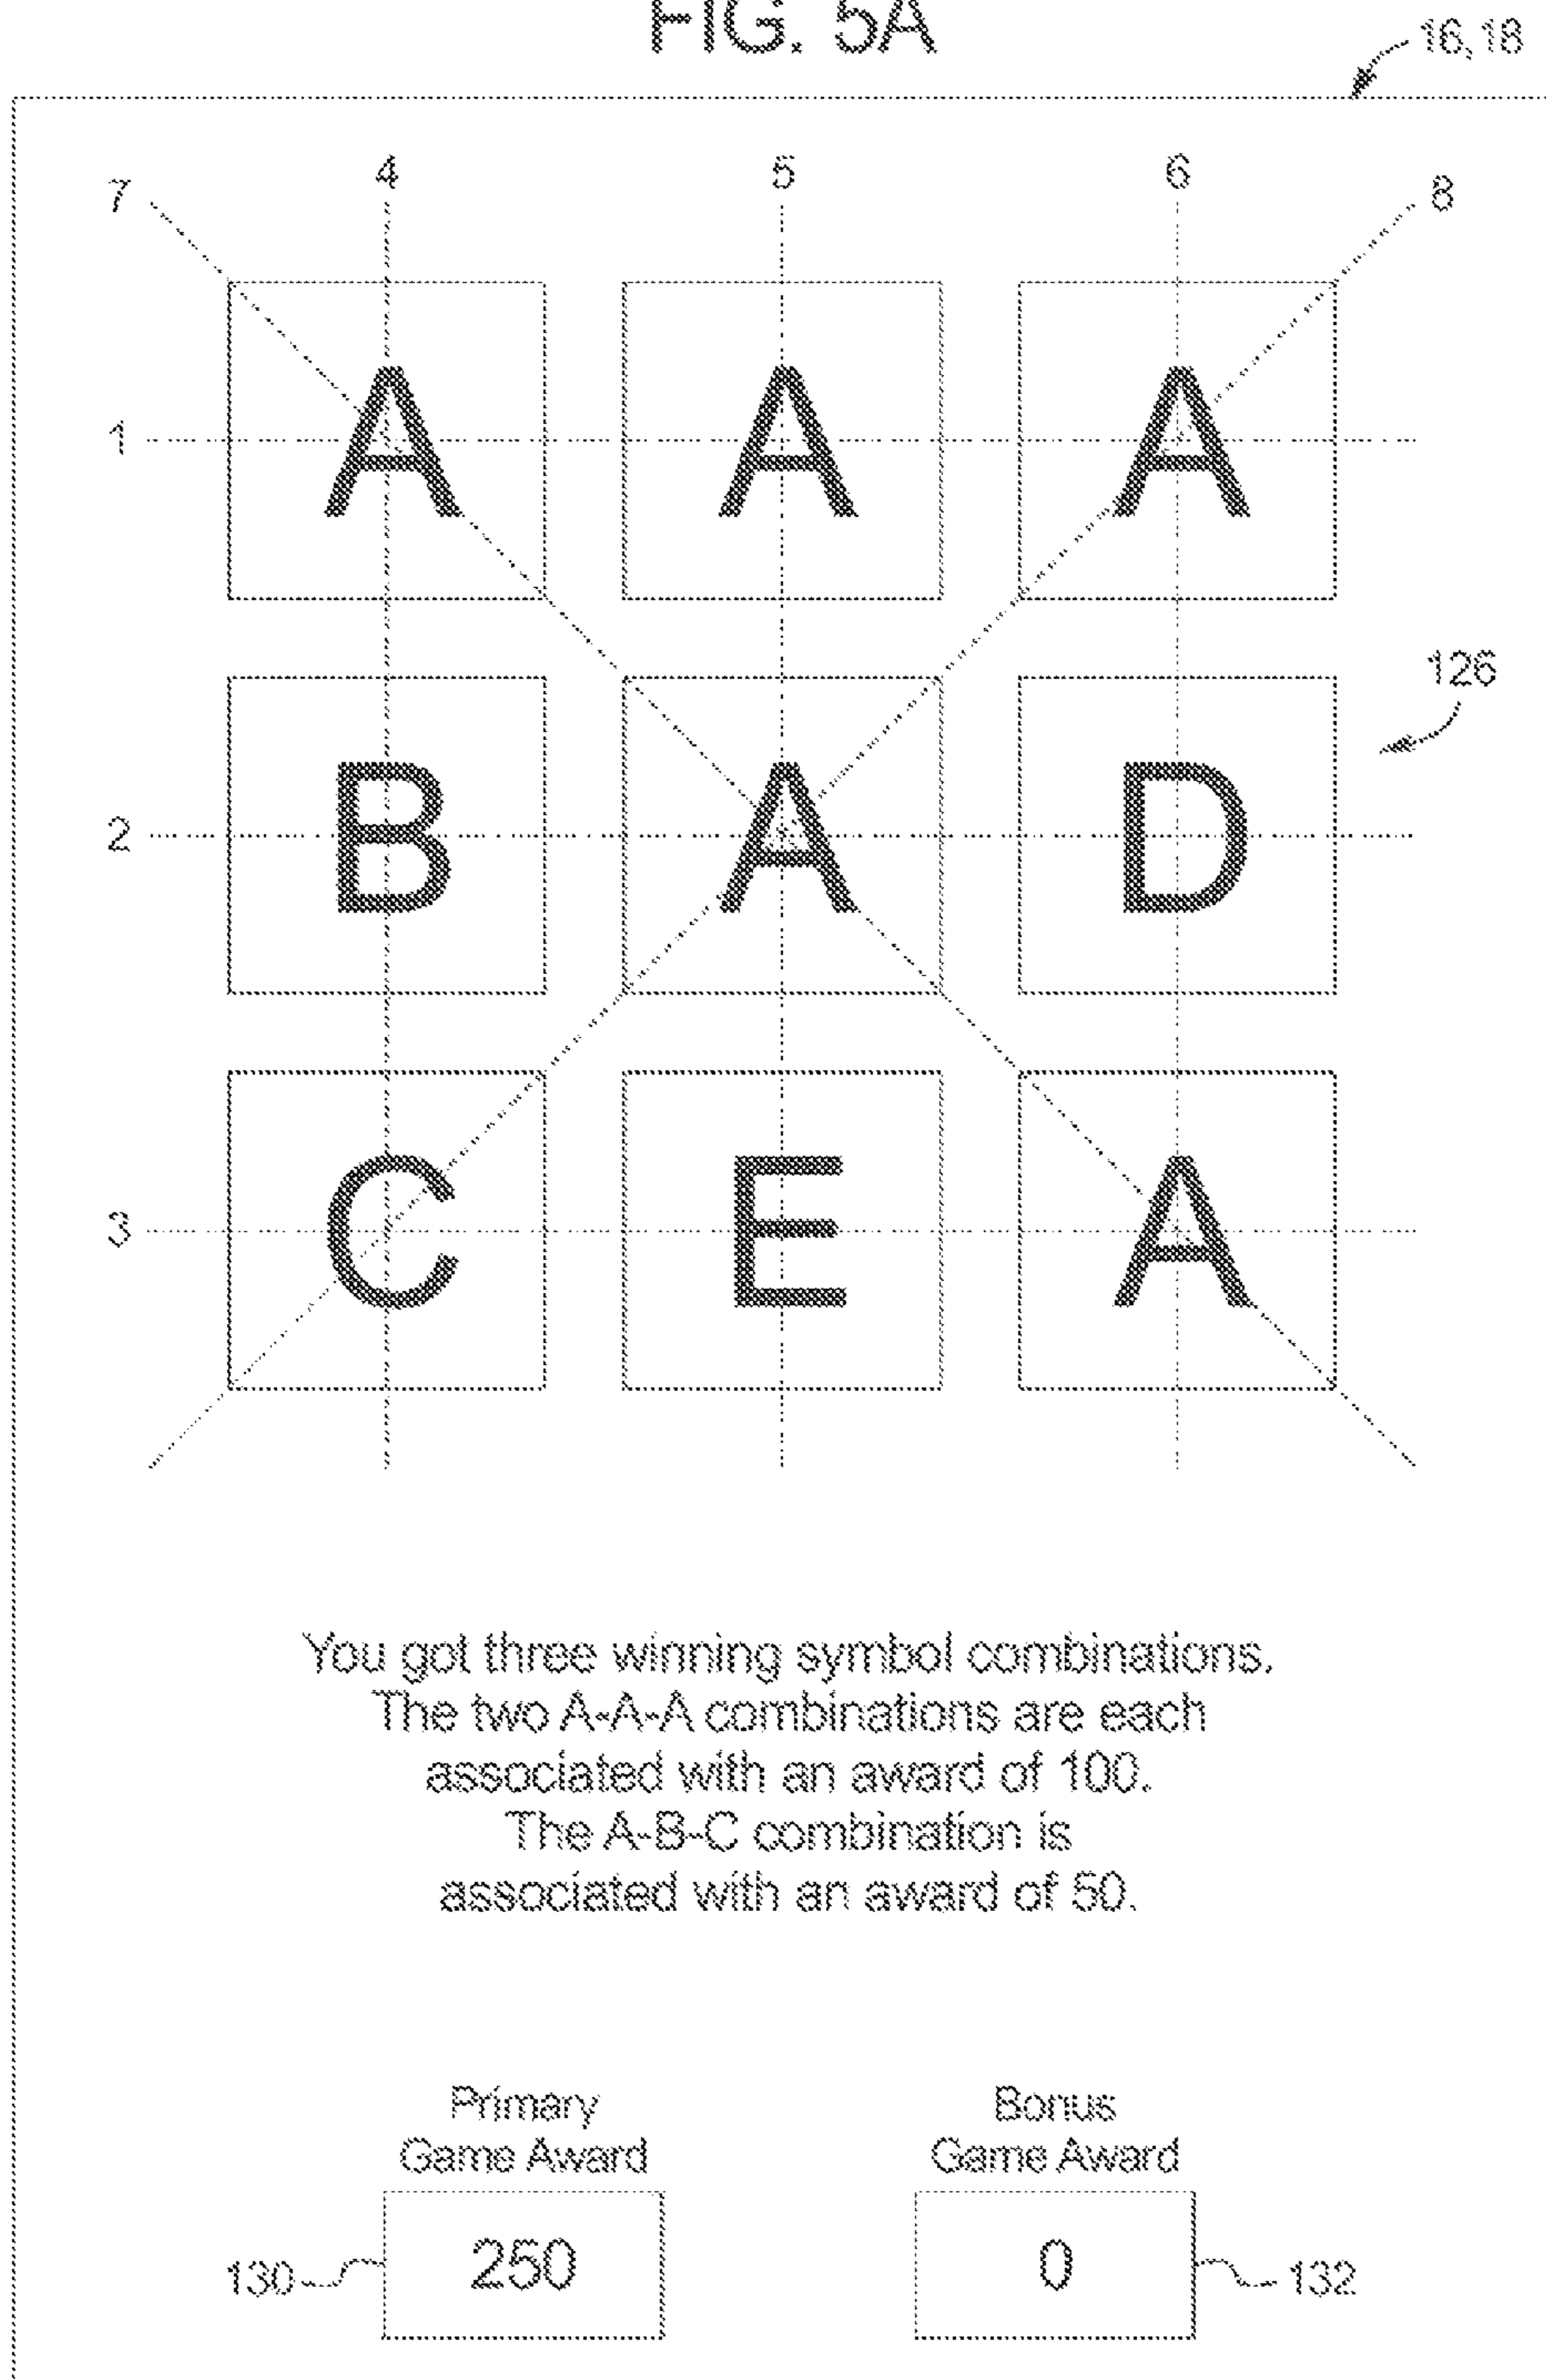 FIG. 5A
16,18
7 4 5 6 8
1 A A A
126
2 B A D
3 C E A
You got three winning symbol combinations.
The two A-A-A combinations are each
associated with an award of 100.
The A-B-C combination is
associated with an award of 50.
Primary Bonus
Game Award Game Award
130 250 0 132